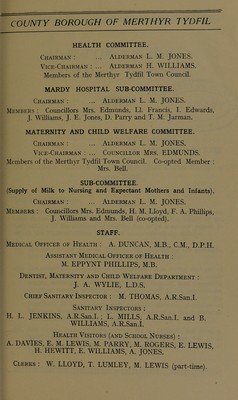 COUNTY BOROUGH OF MERTHYR TYDFIL
HEALTH COMMITTEE.
CHAIRMAN : ... ALDERMAN L. M. JONES.
VICE-CHAIRMAN : ... ALDERMAN H. WILLIAMS.
Members of the Merthyr Tydfil Town Council.
MARDY HOSPITAL SUB-COMMITTEE.
CHAIRMAN : ... ALDERMAN L. M. JONES.
MEMBERS : Councillors Mrs. Edmunds, Ll. Francis, I. Edwards,
J. Williams, J. E. Jones, D. Parry and T. M. Jarman.
MATERNITY AND CHILD WELFARE COMMITTEE.
CHAIRMAN : ... ALDERMAN L. M. JONES.
VICE-CHAIRMAN : ... COUNCILLOR MRS. EDMUNDS.
Members of the Merthyr Tydfil Town Council. Co-opted Member :
Mrs. Bell.
SUB-COMMITTEE.
(Supply of Milk to Nursing and Expectant Mothers and Infants).
CHAIRMAN : ... ALDERMAN L. M. JONES.
MEMBERS : Councillors Mrs. Edmunds, H. M. Lloyd, F. A. Phillips,
J. Williams and Mrs. Bell (co-opted).
STAFF.
MEDICAL OFFICER OF HEALTH : A. DUNCAN, M.B., C.M., D.P.H.
ASSISTANT MEDICAL OFFICER OF HEALTH :
M. EPPYNT PHILLIPS, M.B.
DENTIST, MATERNITY AND CHILD WELFARE DEPARTMENT :
J. A. WYLIE, L.D.S.
CHIEF SANITARY INSPECTOR : M. THOMAS, A.R.San.I.
SANITARY INSPECTORS :
H. L. JENKINS, A.R.San.I. ; L. MILLS, A.R.San.I. and B.
WILLIAMS, A.R.San.I.
HEALTH VISITORS (AND SCHOOL NURSES) :
A. DAVIES, E. M. LEWIS, M. PARRY, M. ROGERS, E. LEWIS,
H. HEWITT, E. WILLIAMS, A. JONES.
CLERKS : W. LLOYD, T. LUMLEY, M. LEWIS (part-time).